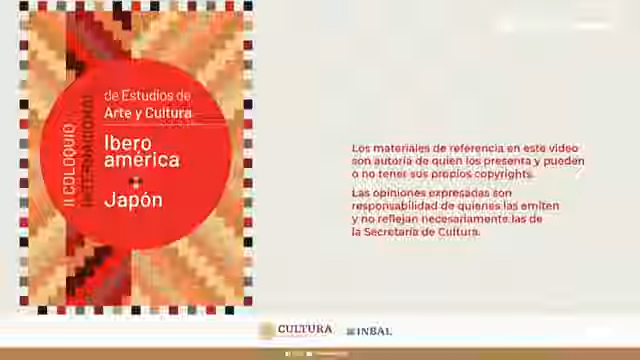 II COLOQUIO
INTERNACIONAL
de Estudios de
Arte y Cultura
Ibero
américa
Japón
Los materiales de referencia en este video
son autoría de quien los presenta y pueden
o no tener sus propios copyrights.
Las opiniones expresadas son
responsabilidad de quienes las emiten
y no reflejan necesariamente las de
la Secretaría de Cultura.
CULTURA
INBAL